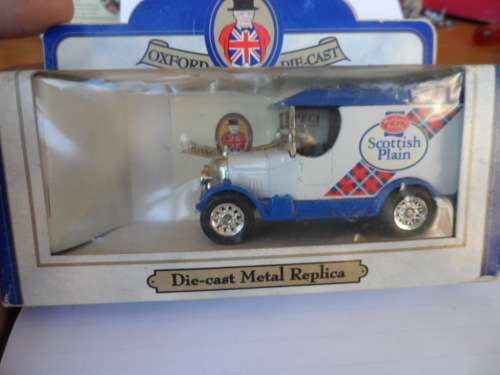 OXFORD DIE-CAST
Scottish
Plain
Die-cast Metal Replica